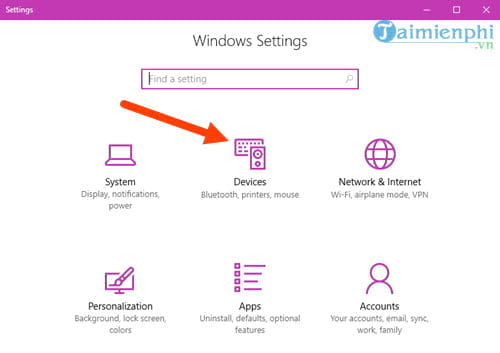 Settings
Taimienphi
.vn
Windows Settings
Find a setting
System
Display, notifications,
power
Devices
Bluetooth, printers, mouse
Network & Internet
Wi-Fi, airplane mode, VPN
Personalization
Background, lock screen,
colors
Apps
Uninstall, defaults, optional
features
Accounts
Your accounts, email, sync,
work, family